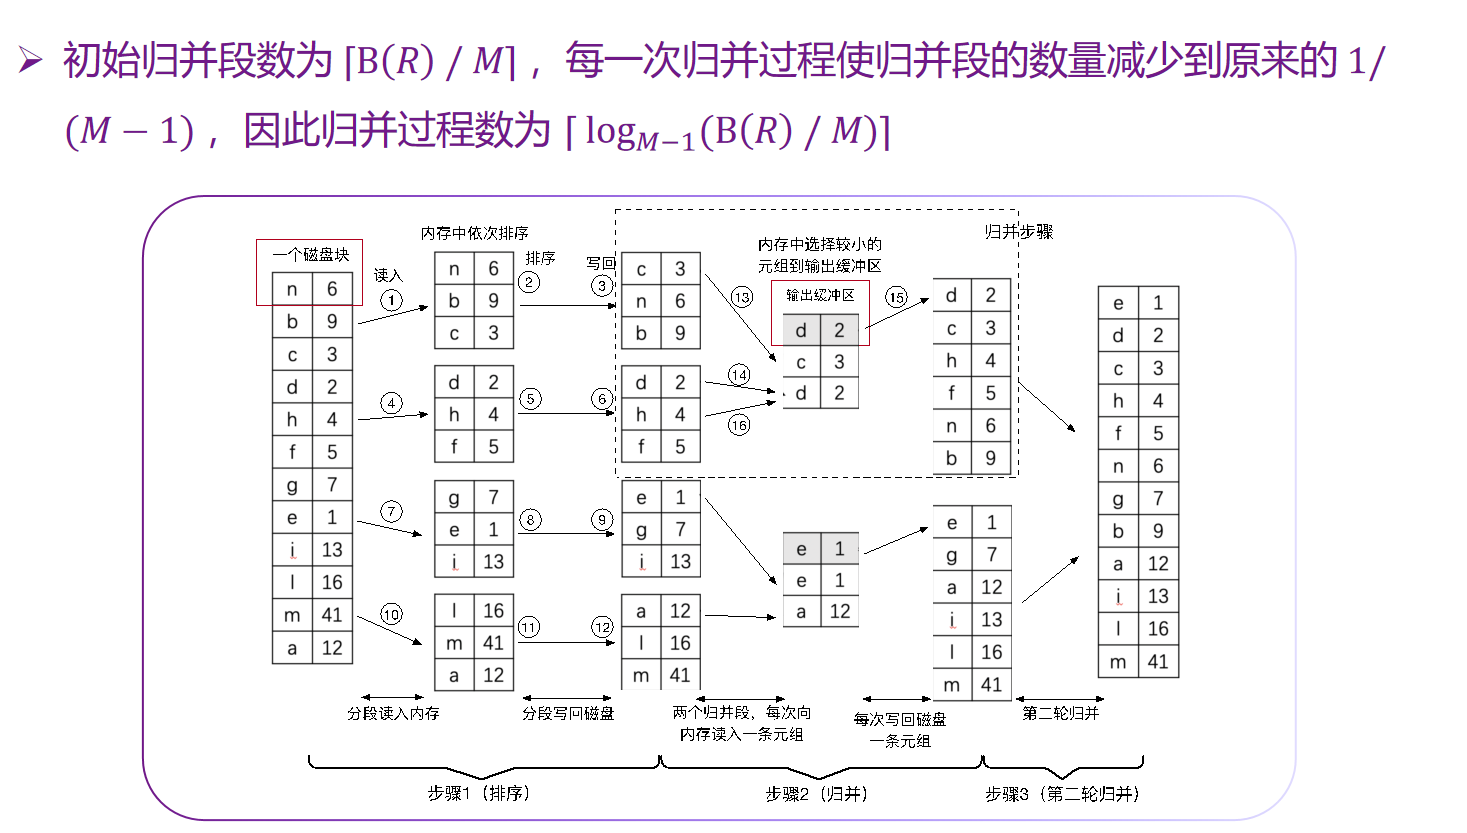 ➢ 初始归并段数为 ⌈B(R) / M⌉ ，每一次归并过程使归并段的数量减少到原来的 1/
(M − 1) ，因此归并过程数为 ⌈ log_{M−1}(B(R) / M)⌉
一个磁盘块
n 6
b 9
c 3
d 2
h 4
f 5
g 7
e 1
i 13
l 16
m 41
a 12
读入
①
④
⑦
⑩
分段读入内存
内存中依次排序
n 6
b 9
c 3
d 2
h 4
f 5
g 7
e 1
i 13
l 16
m 41
a 12
排序
②
写回
③
⑤
⑥
⑧
⑨
⑪
⑫
分段写回磁盘
c 3
n 6
b 9
d 2
h 4
f 5
e 1
g 7
i 13
a 12
l 16
m 41
⑬
⑭
⑯
两个归并段，每次向
内存读入一条元组
内存中选择较小的
元组到输出缓冲区
输出缓冲区
d 2
c 3
d 2
e 1
e 1
a 12
⑮
每次写回磁盘
一条元组
归并步骤
d 2
c 3
h 4
f 5
n 6
b 9
e 1
g 7
a 12
i 13
l 16
m 41
第二轮归并
e 1
d 2
c 3
h 4
f 5
n 6
g 7
b 9
a 12
i 13
l 16
m 41
步骤1（排序）
步骤2（归并）
步骤3（第二轮归并）